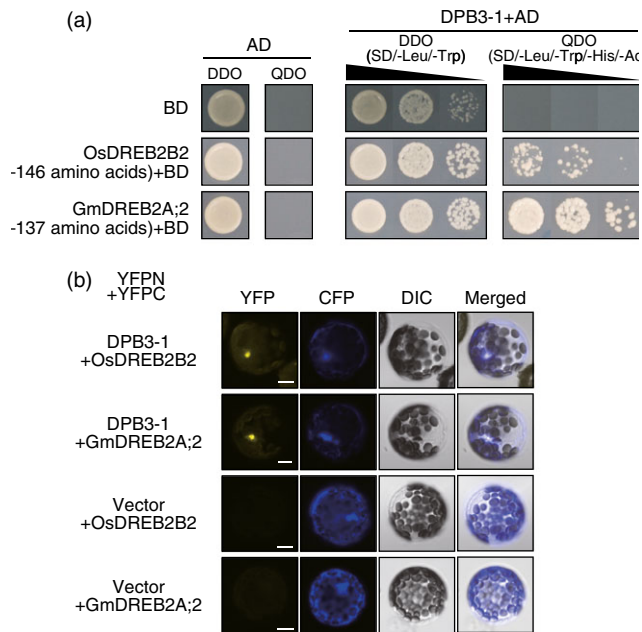 (a)
DPB3-1+AD
AD
DDO
QDO
DDO
(SD/-Leu/-Trp)
QDO
(SD/-Leu/-Trp/-His/-Ad
BD
OsDREB2B2
-146 amino acids)+BD
GmDREB2A;2
-137 amino acids)+BD
(b)
YFPN
+YFPC
YFP
CFP
DIC
Merged
DPB3-1
+OsDREB2B2
DPB3-1
+GmDREB2A;2
Vector
+OsDREB2B2
Vector
+GmDREB2A;2